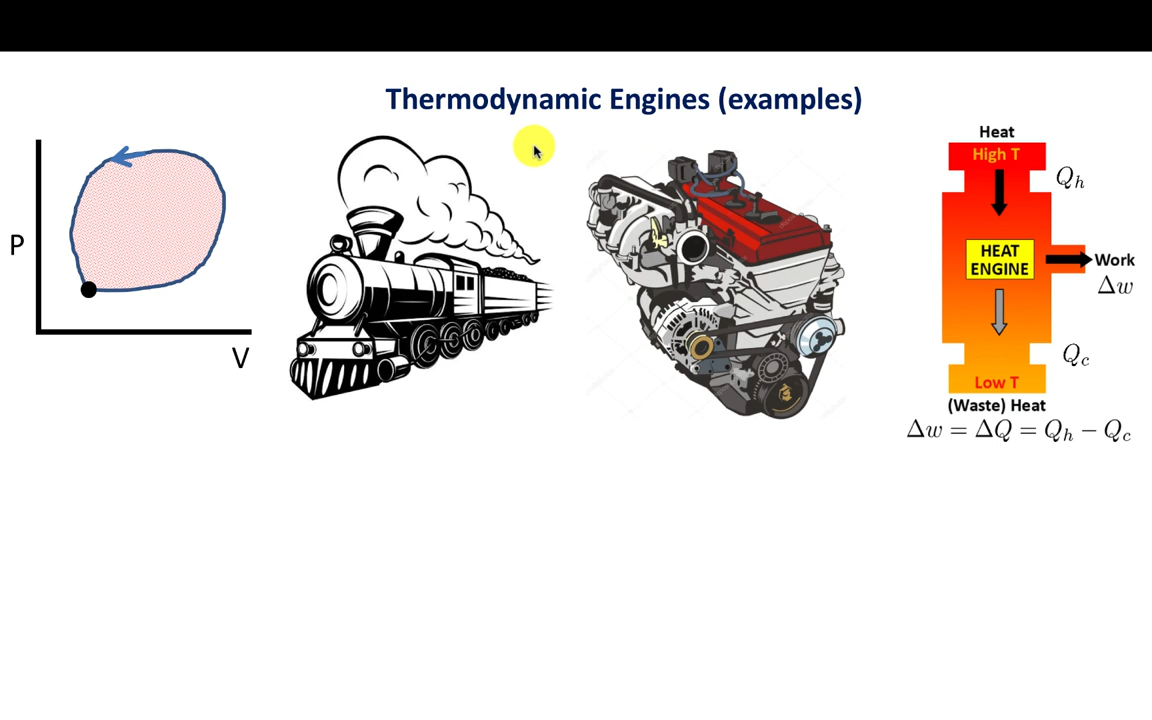 Thermodynamic Engines (examples)
P
V
Heat
High T
Q_h
HEAT
ENGINE
Work
Δw
Q_c
Low T
(Waste) Heat
Δw = ΔQ = Q_h − Q_c